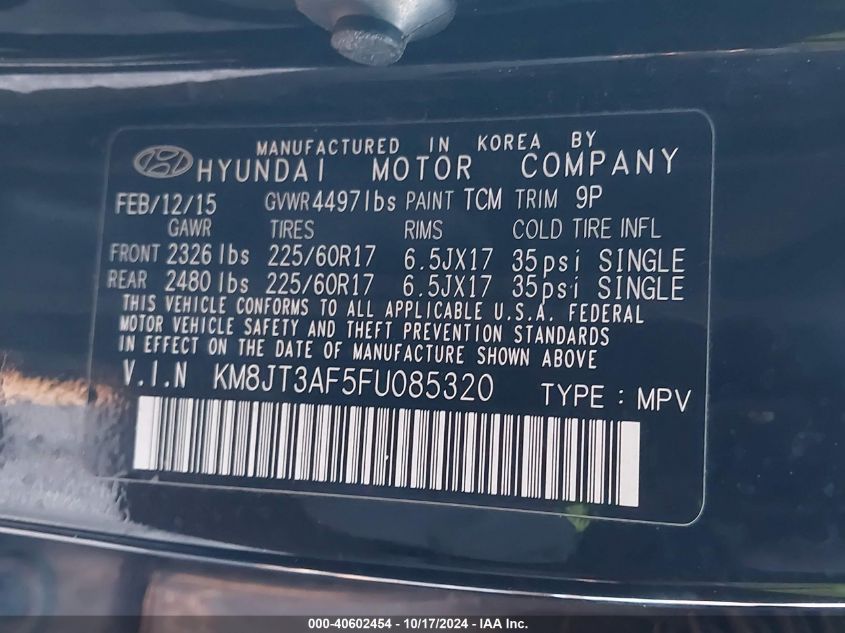 MANUFACTURED IN KOREA BY
HYUNDAI MOTOR COMPANY
FEB/12/15 GVWR 4497 lbs PAINT TCM TRIM 9P
GAWR TIRES RIMS COLD TIRE INFL
FRONT 2326 lbs 225/60R17 6.5JX17 35psi SINGLE
REAR 2480 lbs 225/60R17 6.5JX17 35psi SINGLE
THIS VEHICLE CONFORMS TO ALL APPLICABLE U.S.A. FEDERAL
MOTOR VEHICLE SAFETY AND THEFT PREVENTION STANDARDS
IN EFFECT ON THE DATE OF MANUFACTURE SHOWN ABOVE
V.I.N KM8JT3AF5FU085320 TYPE : MPV
000-40602454 - 10/17/2024 - IAA Inc.